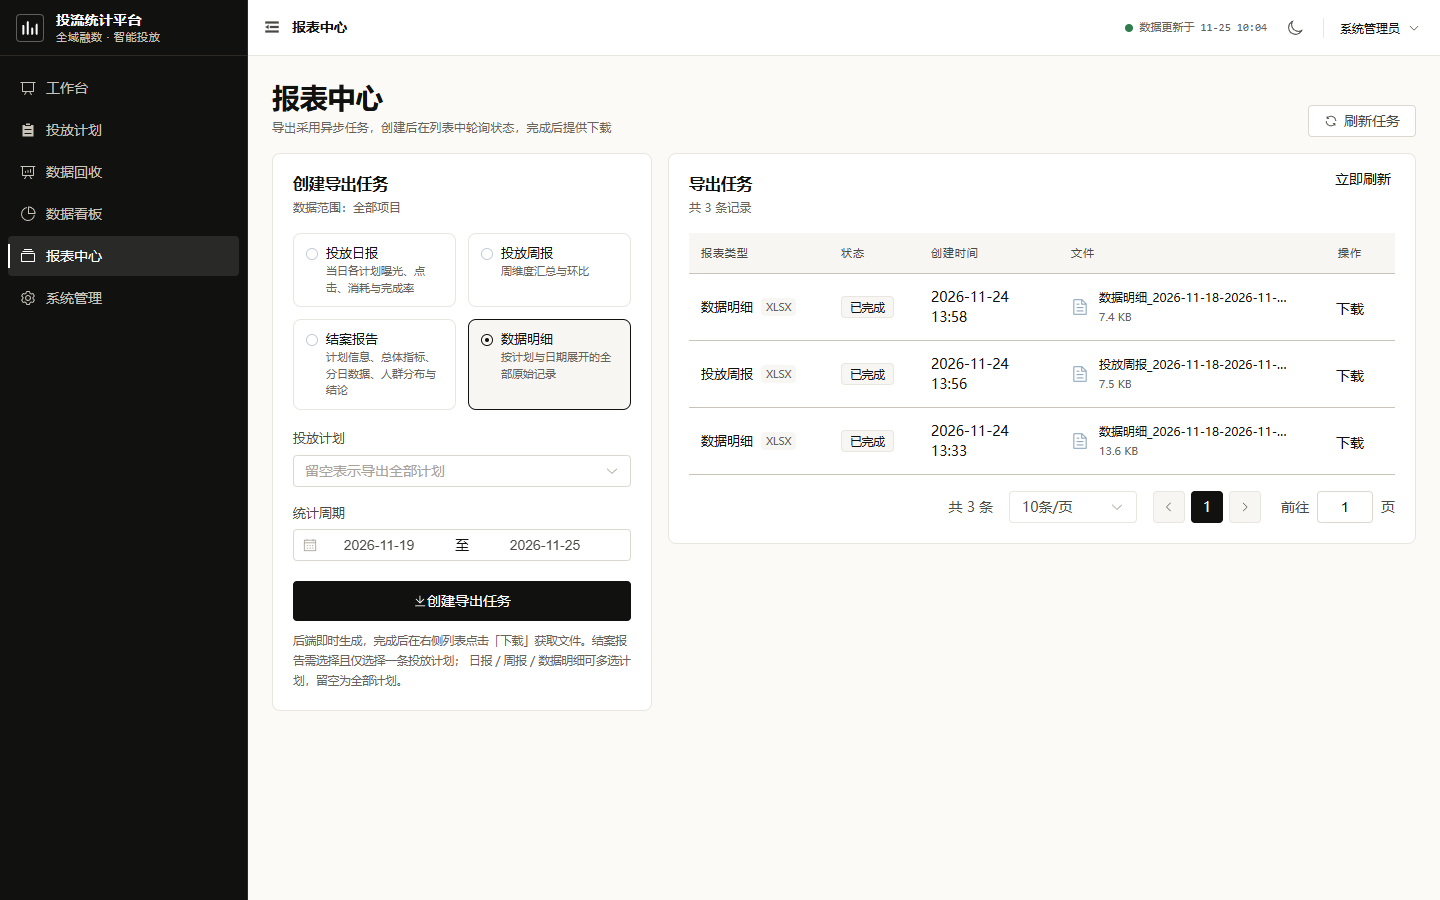 投流统计平台
全域融数 · 智能投放
工作台
投放计划
数据回收
数据看板
报表中心
系统管理
报表中心
数据更新于 11-25 10:04
系统管理员
报表中心
导出采用异步任务，创建后在列表中轮询状态，完成后提供下载
刷新任务
创建导出任务
数据范围：全部项目
投放日报
当日各计划曝光、点
击、消耗与完成率
投放周报
周维度汇总与环比
结案报告
计划信息、总体指标、
分日数据、人群分布与
结论
数据明细
按计划与日期展开的全
部原始记录
投放计划
留空表示导出全部计划
统计周期
2026-11-19 至 2026-11-25
创建导出任务
后端即时生成，完成后在右侧列表点击「下载」获取文件。结案报
告需选择且仅选择一条投放计划； 日报 / 周报 / 数据明细可多选计
划，留空为全部计划。
导出任务
共 3 条记录
立即刷新
报表类型 状态 创建时间 文件 操作
数据明细 XLSX 已完成 2026-11-24
13:58
数据明细_2026-11-18-2026-11-...
7.4 KB
下载
投放周报 XLSX 已完成 2026-11-24
13:56
投放周报_2026-11-18-2026-11-...
7.5 KB
下载
数据明细 XLSX 已完成 2026-11-24
13:33
数据明细_2026-11-18-2026-11-...
13.6 KB
下载
共 3 条 10条/页 1 前往 1 页